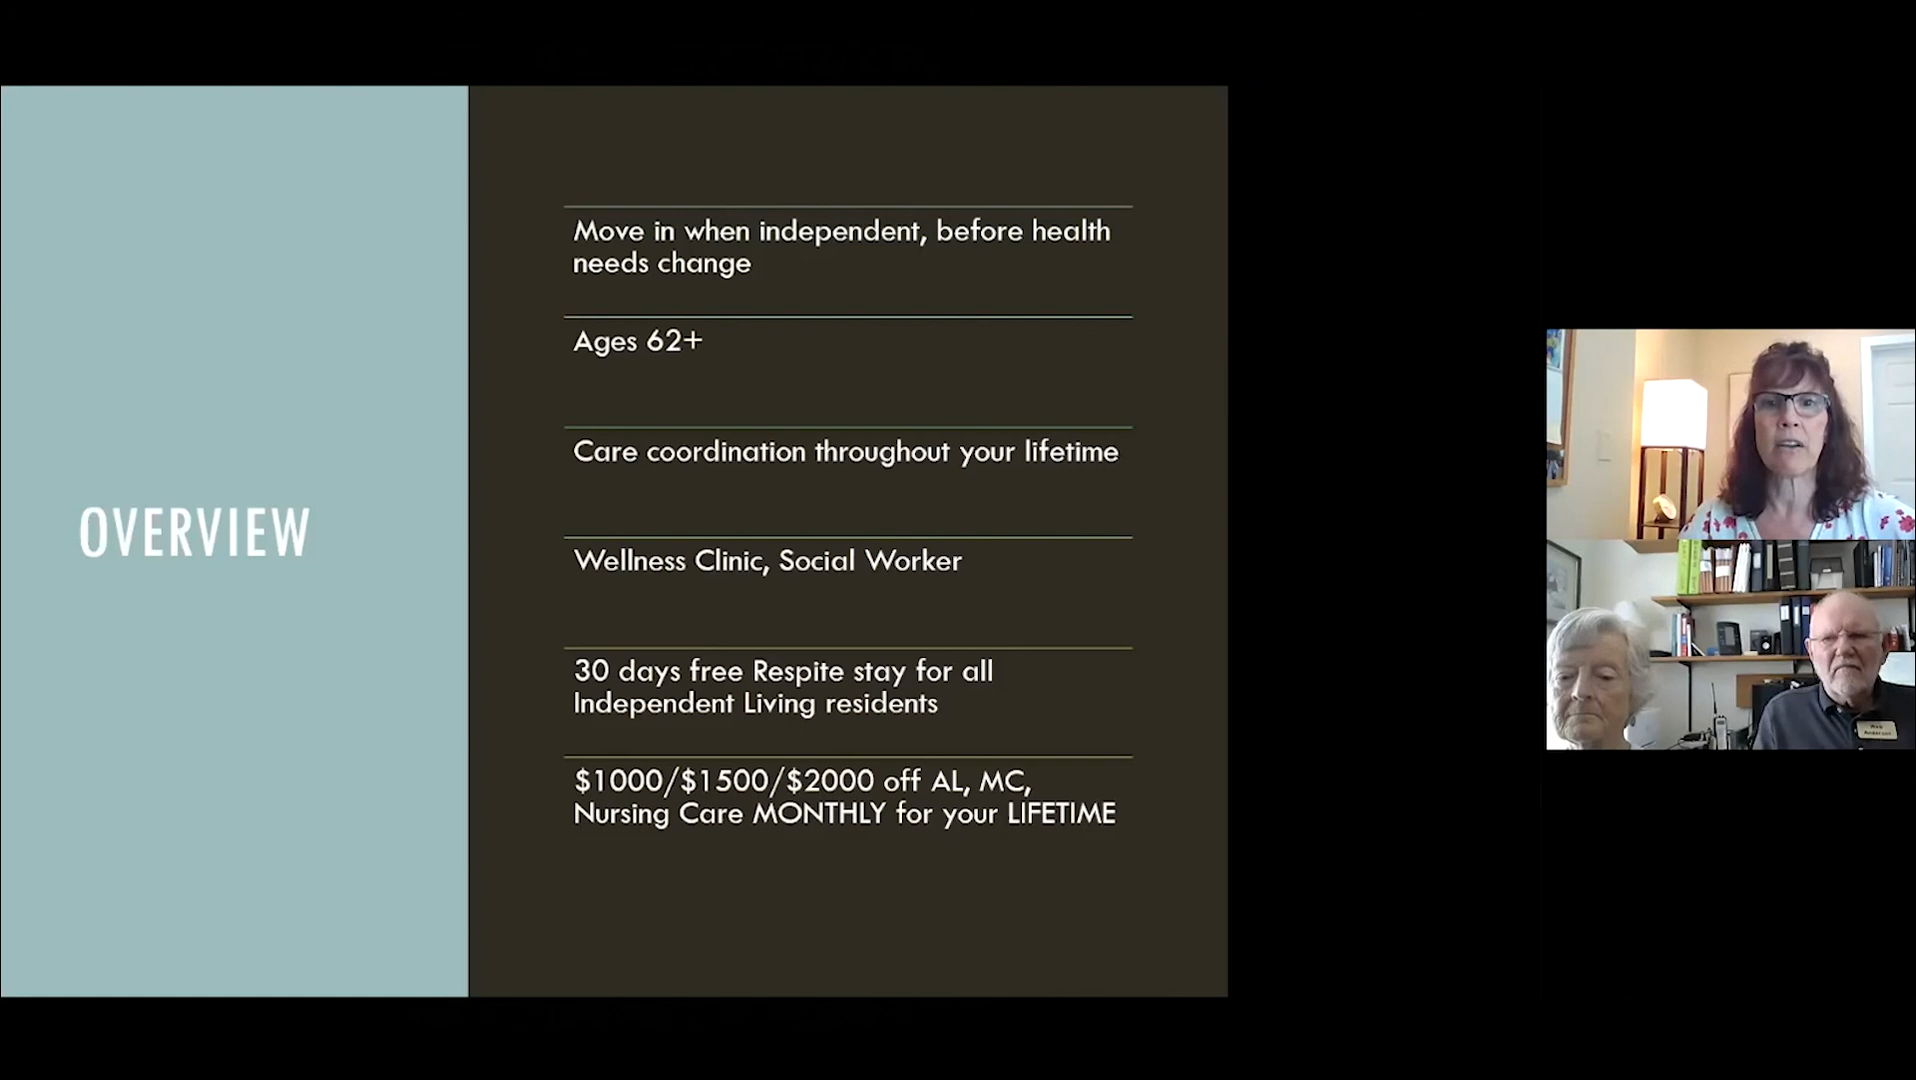 OVERVIEW
Move in when independent, before health
needs change
Ages 62+
Care coordination throughout your lifetime
Wellness Clinic, Social Worker
30 days free Respite stay for all
Independent Living residents
$1000/$1500/$2000 off AL, MC,
Nursing Care MONTHLY for your LIFETIME